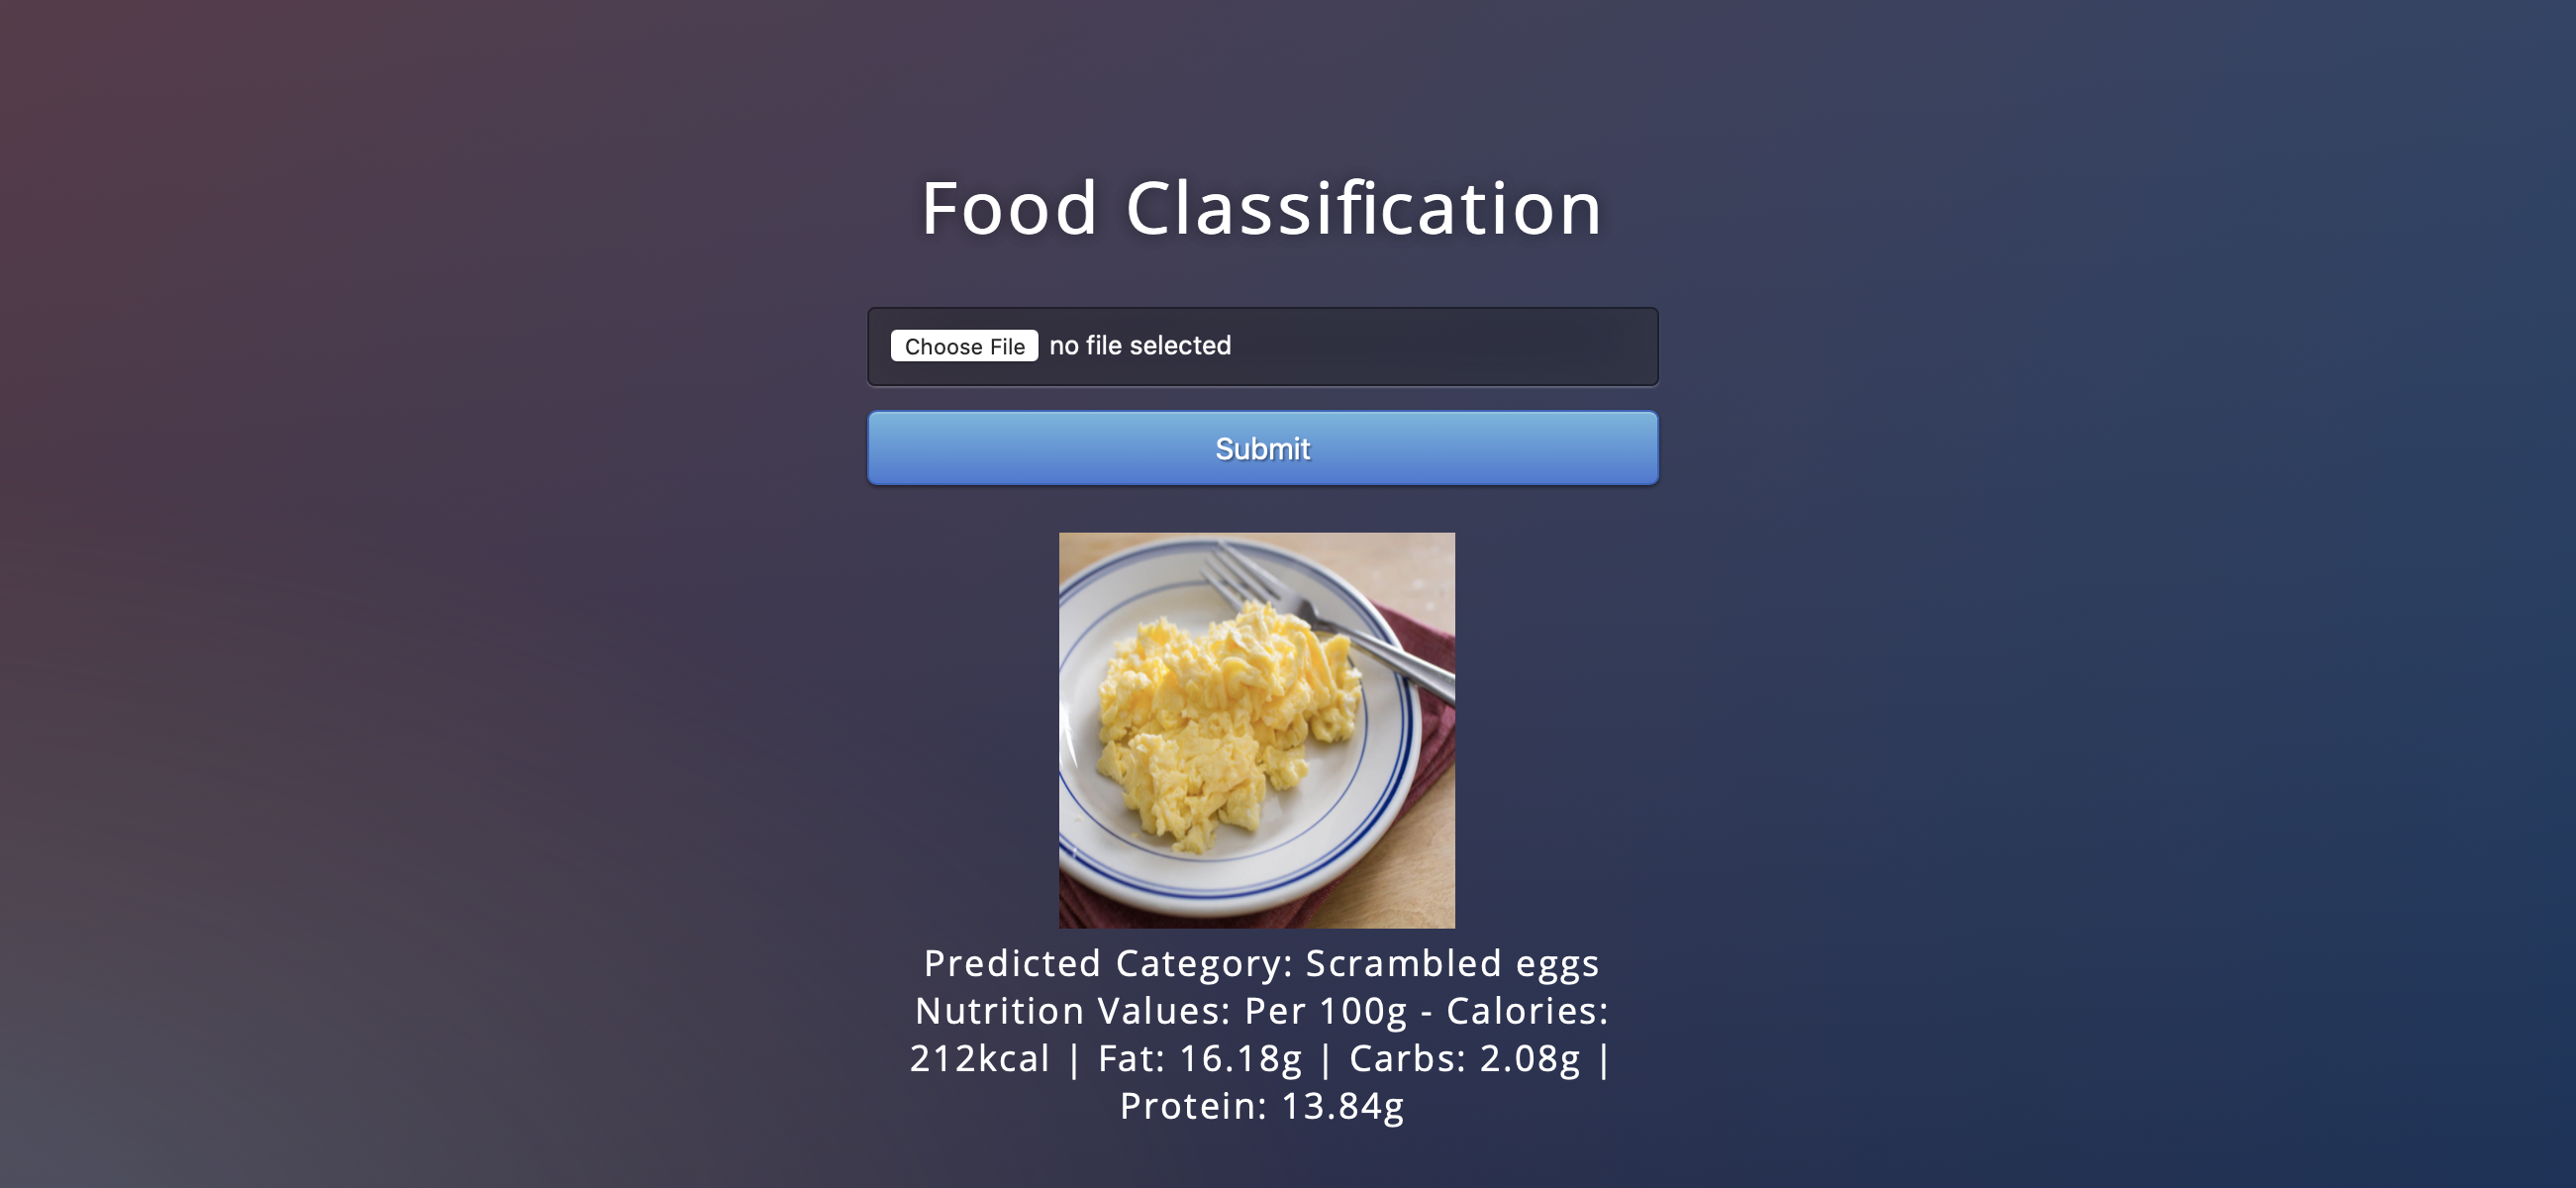 Food Classification
Choose File no file selected
Submit
Predicted Category: Scrambled eggs
Nutrition Values: Per 100g - Calories:
212kcal | Fat: 16.18g | Carbs: 2.08g |
Protein: 13.84g